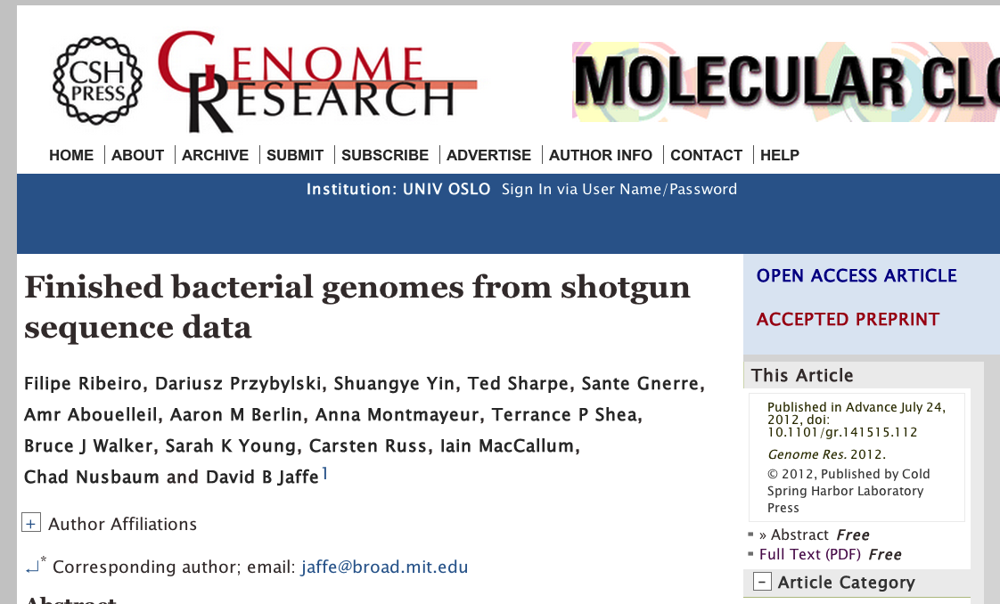 CSH
PRESS
GENOME
RESEARCH
MOLECULAR CLO
HOME ABOUT ARCHIVE SUBMIT SUBSCRIBE ADVERTISE AUTHOR INFO CONTACT HELP
Institution: UNIV OSLO Sign In via User Name/Password
Finished bacterial genomes from shotgun
sequence data
Filipe Ribeiro, Dariusz Przybylski, Shuangye Yin, Ted Sharpe, Sante Gnerre,
Amr Abouelleil, Aaron M Berlin, Anna Montmayeur, Terrance P Shea,
Bruce J Walker, Sarah K Young, Carsten Russ, Iain MacCallum,
Chad Nusbaum and David B Jaffe1
+ Author Affiliations
↵* Corresponding author; email: jaffe@broad.mit.edu
Abstract
OPEN ACCESS ARTICLE
ACCEPTED PREPRINT
This Article
Published in Advance July 24,
2012, doi:
10.1101/gr.141515.112
Genome Res. 2012.
© 2012, Published by Cold
Spring Harbor Laboratory
Press
» Abstract Free
Full Text (PDF) Free
− Article Category